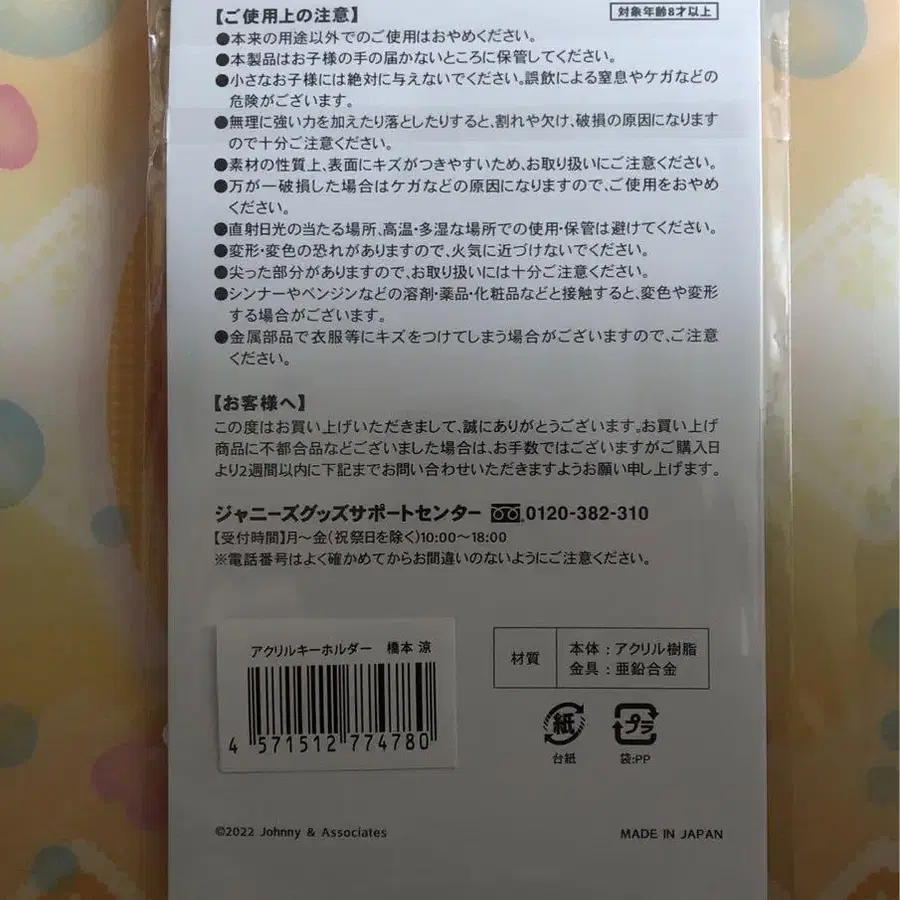 【ご使用上の注意】
対象年齢8才以上
●本来の用途以外でのご使用はおやめください。
●本製品はお子様の手の届かないところに保管してください。
●小さなお子様には絶対に与えないでください。誤飲による窒息やケガなどの
危険がございます。
●無理に強い力を加えたり落としたりすると、割れや欠け、破損の原因になります
ので十分ご注意ください。
●素材の性質上、表面にキズがつきやすいため、お取り扱いにご注意ください。
●万が一破損した場合はケガなどの原因になりますので、ご使用をおやめ
ください。
●直射日光の当たる場所、高温・多湿な場所での使用・保管は避けてください。
●変形・変色の恐れがありますので、火気に近づけないでください。
●尖った部分がありますので、お取り扱いには十分ご注意ください。
●シンナーやベンジンなどの溶剤・薬品・化粧品などと接触すると、変色や変形
する場合がございます。
●金属部品で衣服等にキズをつけてしまう場合がございますので、ご注意
ください。
【お客様へ】
この度はお買い上げいただきまして、誠にありがとうございます。お買い上げ
商品に不都合品などございました場合は、お手数ではございますがご購入日
より2週間以内に下記までお問い合わせいただきますようお願い申し上げます。
ジャニーズグッズサポートセンター 0120-382-310
【受付時間】月～金(祝祭日を除く)10:00～18:00
※電話番号はよく確かめてからお間違いのないようにご注意ください。
アクリルキーホルダー 橋本 涼
4 571512 774780
材質
本体：アクリル樹脂
金具：亜鉛合金
紙
台紙
プラ
袋:PP
©2022 Johnny & Associates
MADE IN JAPAN